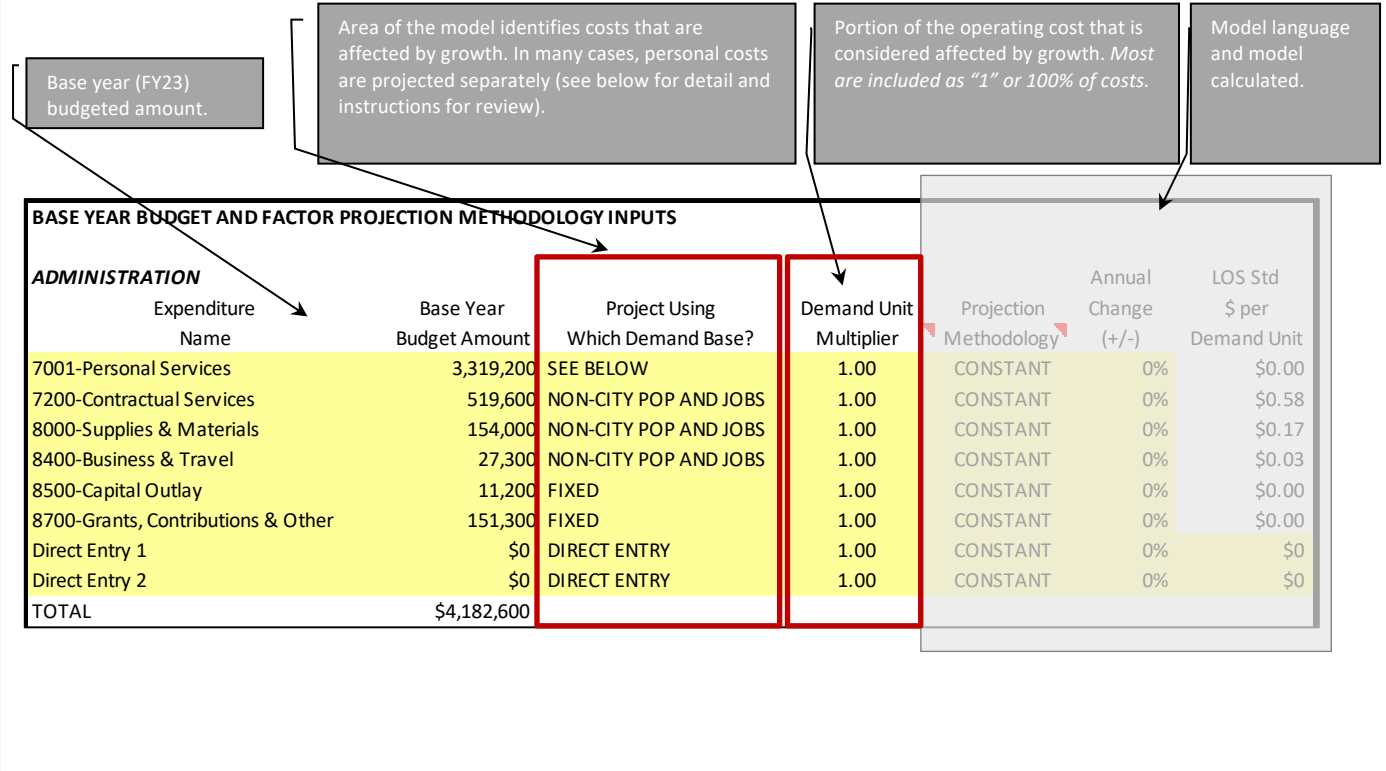 Base year (FY23)
budgeted amount.
Area of the model identifies costs that are
affected by growth. In many cases, personal costs
are projected separately (see below for detail and
instructions for review).
Portion of the operating cost that is
considered affected by growth. Most
are included as “1” or 100% of costs.
Model language
and model
calculated.
BASE YEAR BUDGET AND FACTOR PROJECTION METHODOLOGY INPUTS
ADMINISTRATION Annual LOS Std
Expenditure Base Year Project Using Demand Unit Projection Change $ per
Name Budget Amount Which Demand Base? Multiplier Methodology (+/-) Demand Unit
7001-Personal Services 3,319,200 SEE BELOW 1.00 CONSTANT 0% $0.00
7200-Contractual Services 519,600 NON-CITY POP AND JOBS 1.00 CONSTANT 0% $0.58
8000-Supplies & Materials 154,000 NON-CITY POP AND JOBS 1.00 CONSTANT 0% $0.17
8400-Business & Travel 27,300 NON-CITY POP AND JOBS 1.00 CONSTANT 0% $0.03
8500-Capital Outlay 11,200 FIXED 1.00 CONSTANT 0% $0.00
8700-Grants, Contributions & Other 151,300 FIXED 1.00 CONSTANT 0% $0.00
Direct Entry 1 $0 DIRECT ENTRY 1.00 CONSTANT 0% $0
Direct Entry 2 $0 DIRECT ENTRY 1.00 CONSTANT 0% $0
TOTAL $4,182,600